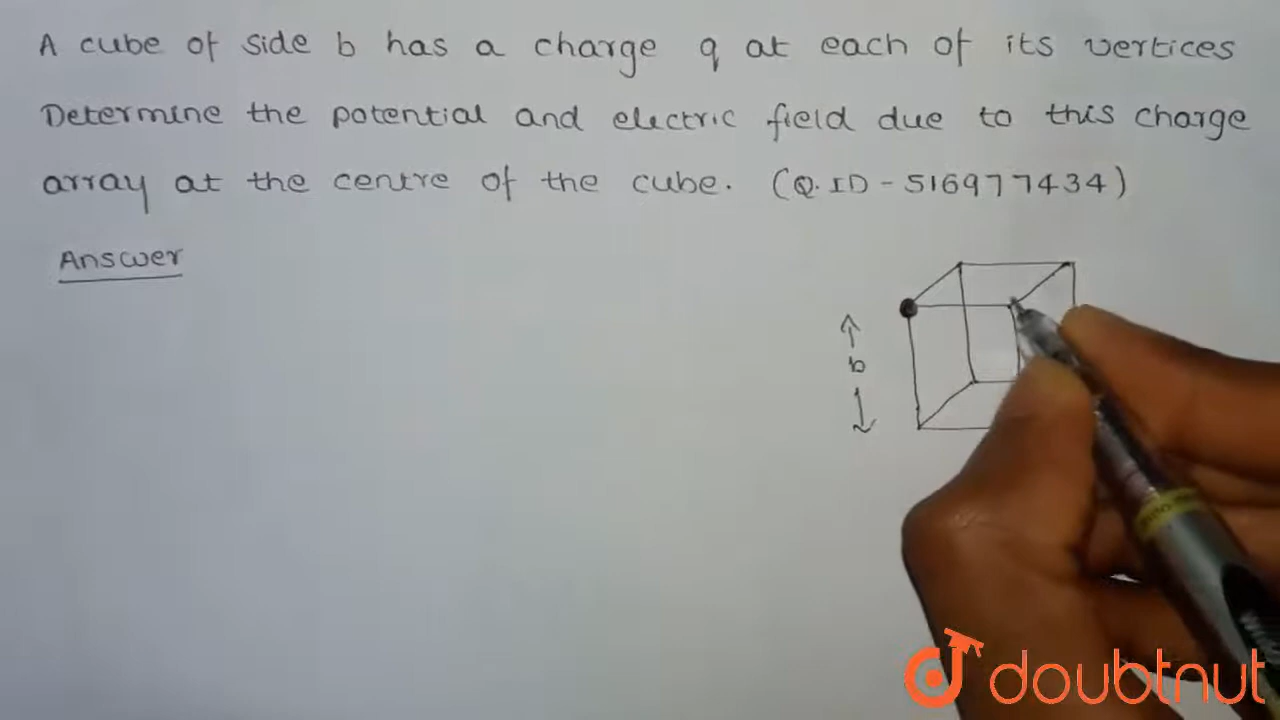 A cube of side b has a charge q at each of its vertices
Determine the potential and electric field due to this charge
array at the centre of the cube. (Q.ID - 516977434)
Answer
b
doubtnut